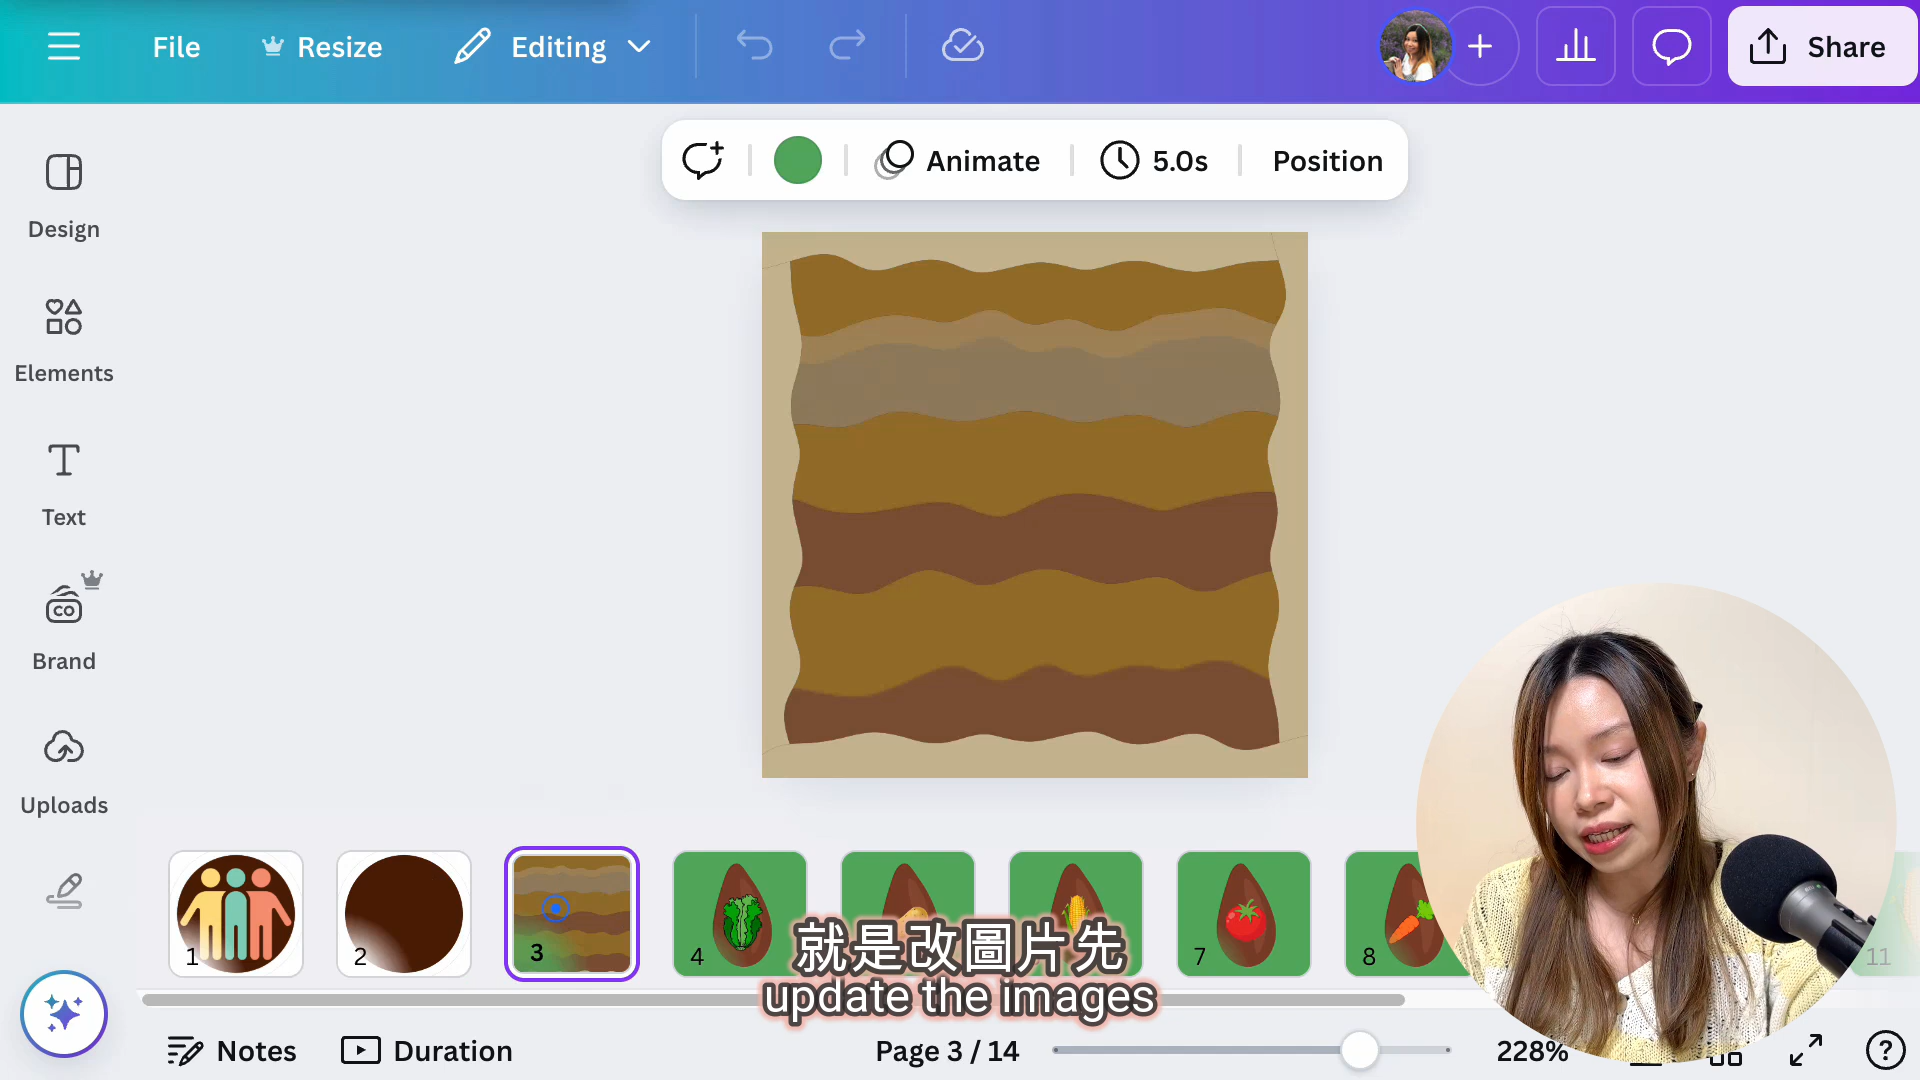 File
Resize
Editing
Share
Animate
5.0s
Position
Design
Elements
Text
CO
Brand
Uploads
1
2
3
4
7
8
11
就是改圖片先
update the images
Notes
Duration
Page 3 / 14
228%
?